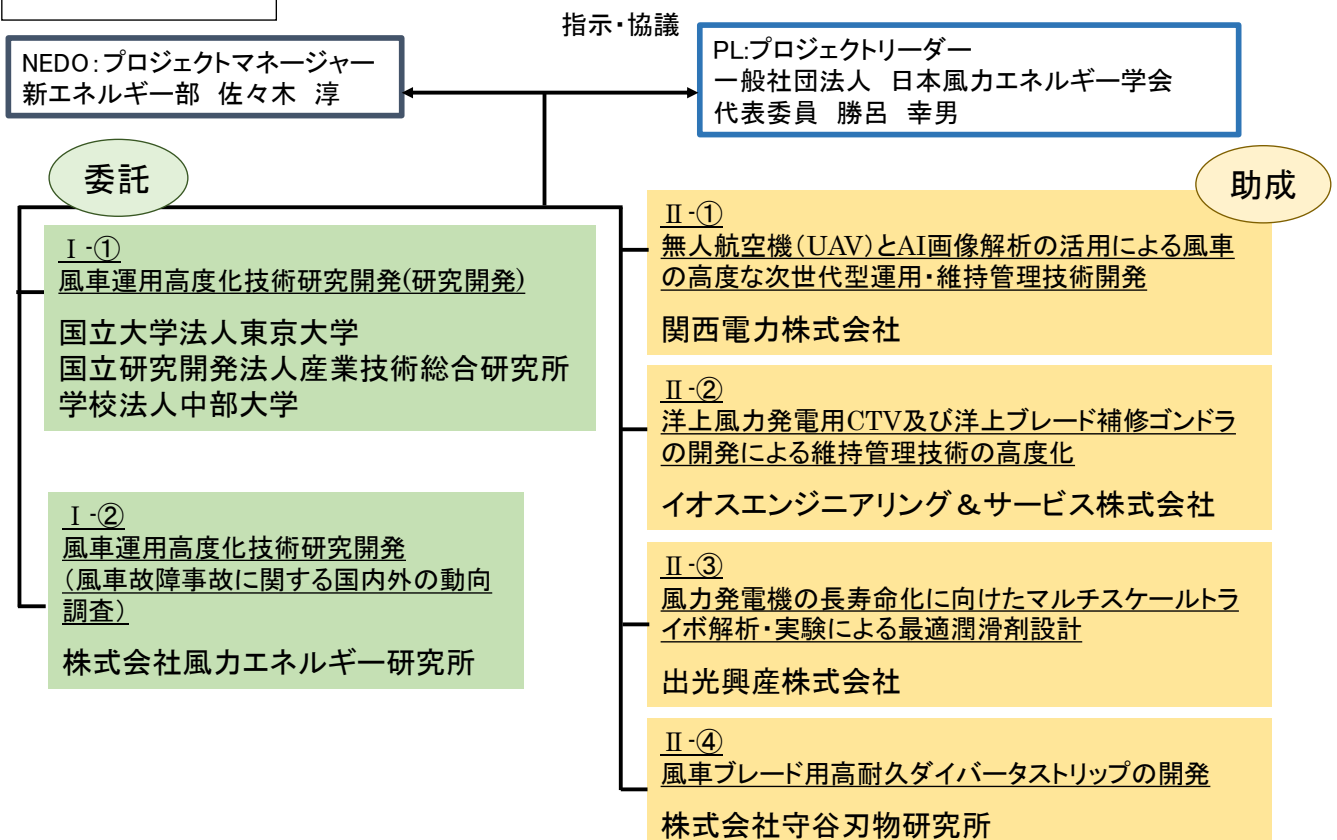 指示・協議
NEDO:プロジェクトマネージャー
新エネルギー部 佐々木 淳
PL:プロジェクトリーダー
一般社団法人 日本風力エネルギー学会
代表委員 勝呂 幸男
委託
助成
Ⅰ-①
風車運用高度化技術研究開発(研究開発)
国立大学法人東京大学
国立研究開発法人産業技術総合研究所
学校法人中部大学
Ⅰ-②
風車運用高度化技術研究開発
(風車故障事故に関する国内外の動向
調査)
株式会社風力エネルギー研究所
Ⅱ-①
無人航空機(UAV)とAI画像解析の活用による風車
の高度な次世代型運用・維持管理技術開発
関西電力株式会社
Ⅱ-②
洋上風力発電用CTV及び洋上ブレード補修ゴンドラ
の開発による維持管理技術の高度化
イオスエンジニアリング&サービス株式会社
Ⅱ-③
風力発電機の長寿命化に向けたマルチスケールトラ
イボ解析・実験による最適潤滑剤設計
出光興産株式会社
Ⅱ-④
風車ブレード用高耐久ダイバータストリップの開発
株式会社守谷刃物研究所